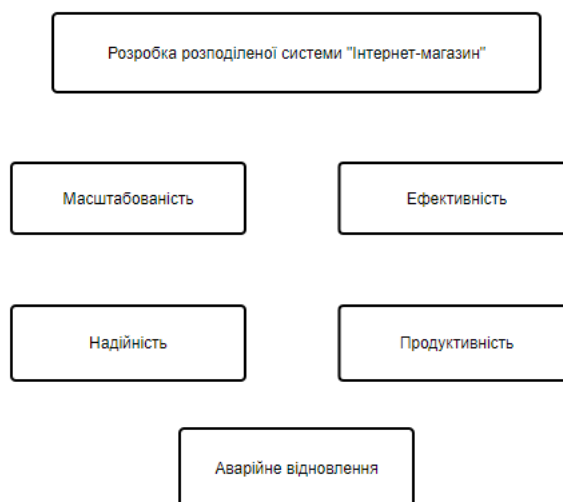 Розробка розподіленої системи "Інтернет-магазин"
Масштабованість
Ефективність
Надійність
Продуктивність
Аварійне відновлення